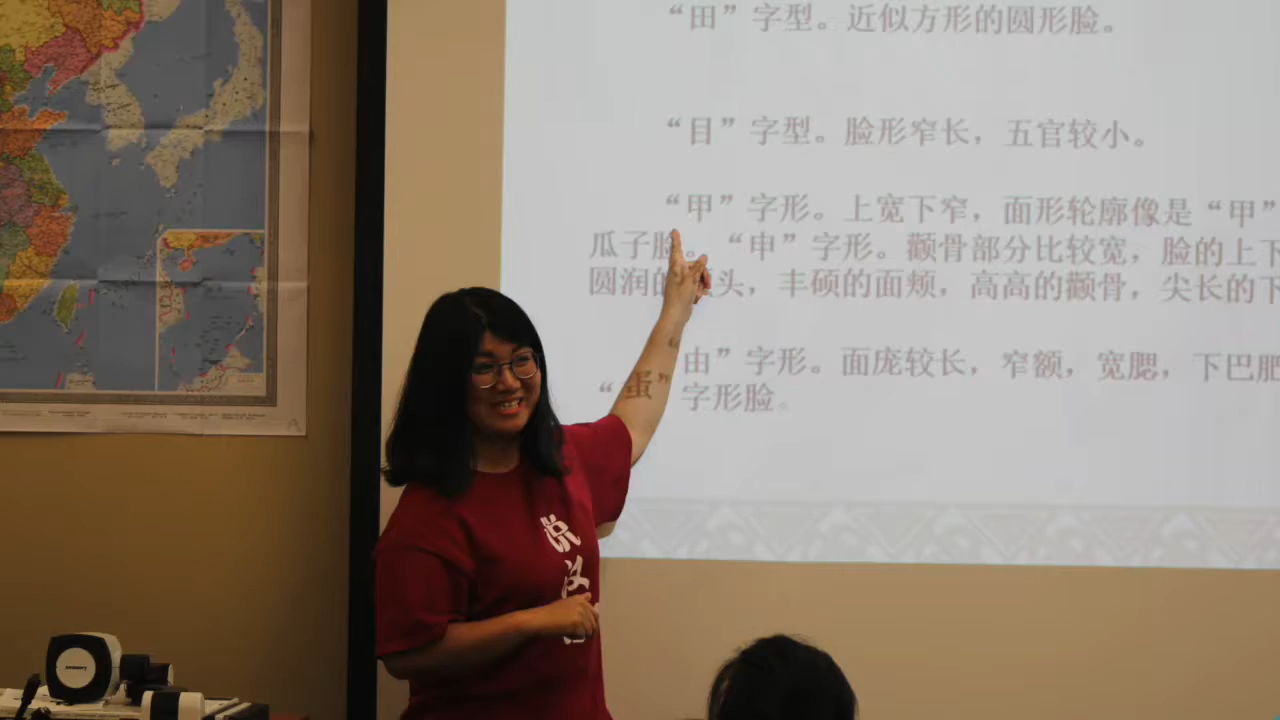 “田”字型。近似方形的圆形脸。
“目”字型。脸形窄长，五官较小。
“甲”字形。上宽下窄，面形轮廓像是“甲”
瓜子脸。“申”字形。颧骨部分比较宽，脸的上下
圆润的 头，丰硕的面颊，高高的颧骨，尖长的下
由”字形。面庞较长，窄额，宽腮，下巴肥
“蛋”字形脸。
说汉语